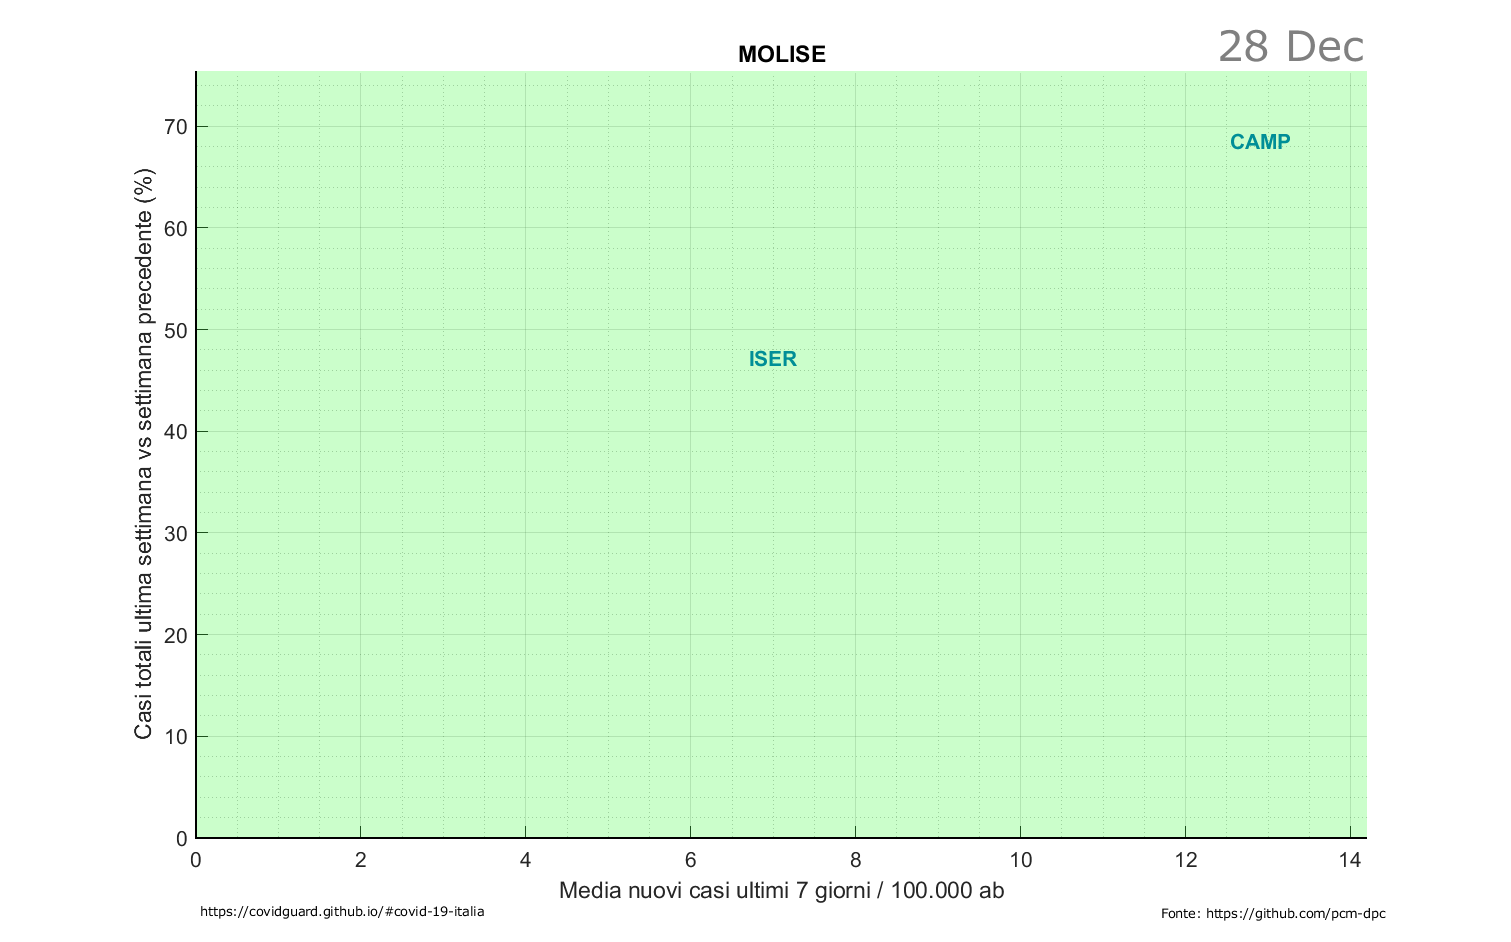 28 Dec
MOLISE
Casi totali ultima settimana vs settimana precedente (%)
70
60
50
40
30
20
10
0
CAMP
ISER
0 2 4 6 8 10 12 14
Media nuovi casi ultimi 7 giorni / 100.000 ab
https://covidguard.github.io/#covid-19-italia
Fonte: https://github.com/pcm-dpc